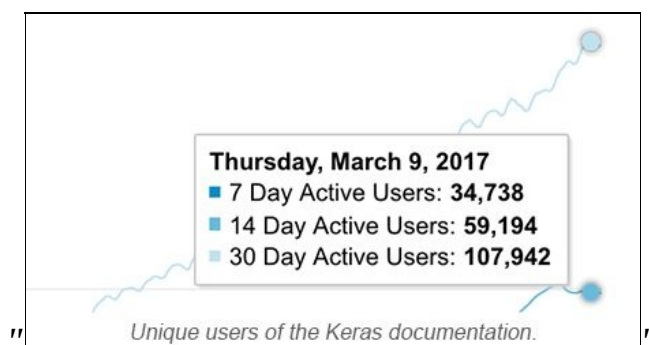 Thursday, March 9, 2017
7 Day Active Users: 34,738
14 Day Active Users: 59,194
30 Day Active Users: 107,942
" Unique users of the Keras documentation. "